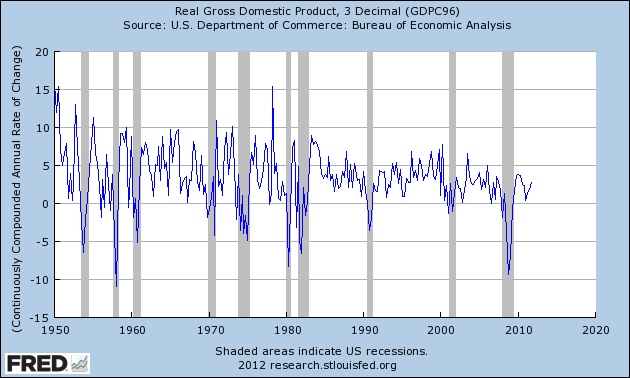 Real Gross Domestic Product, 3 Decimal (GDPC96)
Source: U.S. Department of Commerce: Bureau of Economic Analysis
(Continuously Compounded Annual Rate of Change)
20
15
10
5
0
-5
-10
-15
1950 1960 1970 1980 1990 2000 2010 2020
Shaded areas indicate US recessions.
2012 research.stlouisfed.org
FRED